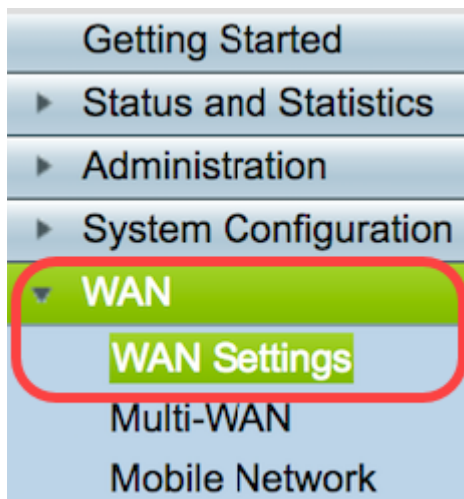 Getting Started
Status and Statistics
Administration
System Configuration
WAN
WAN Settings
Multi-WAN
Mobile Network